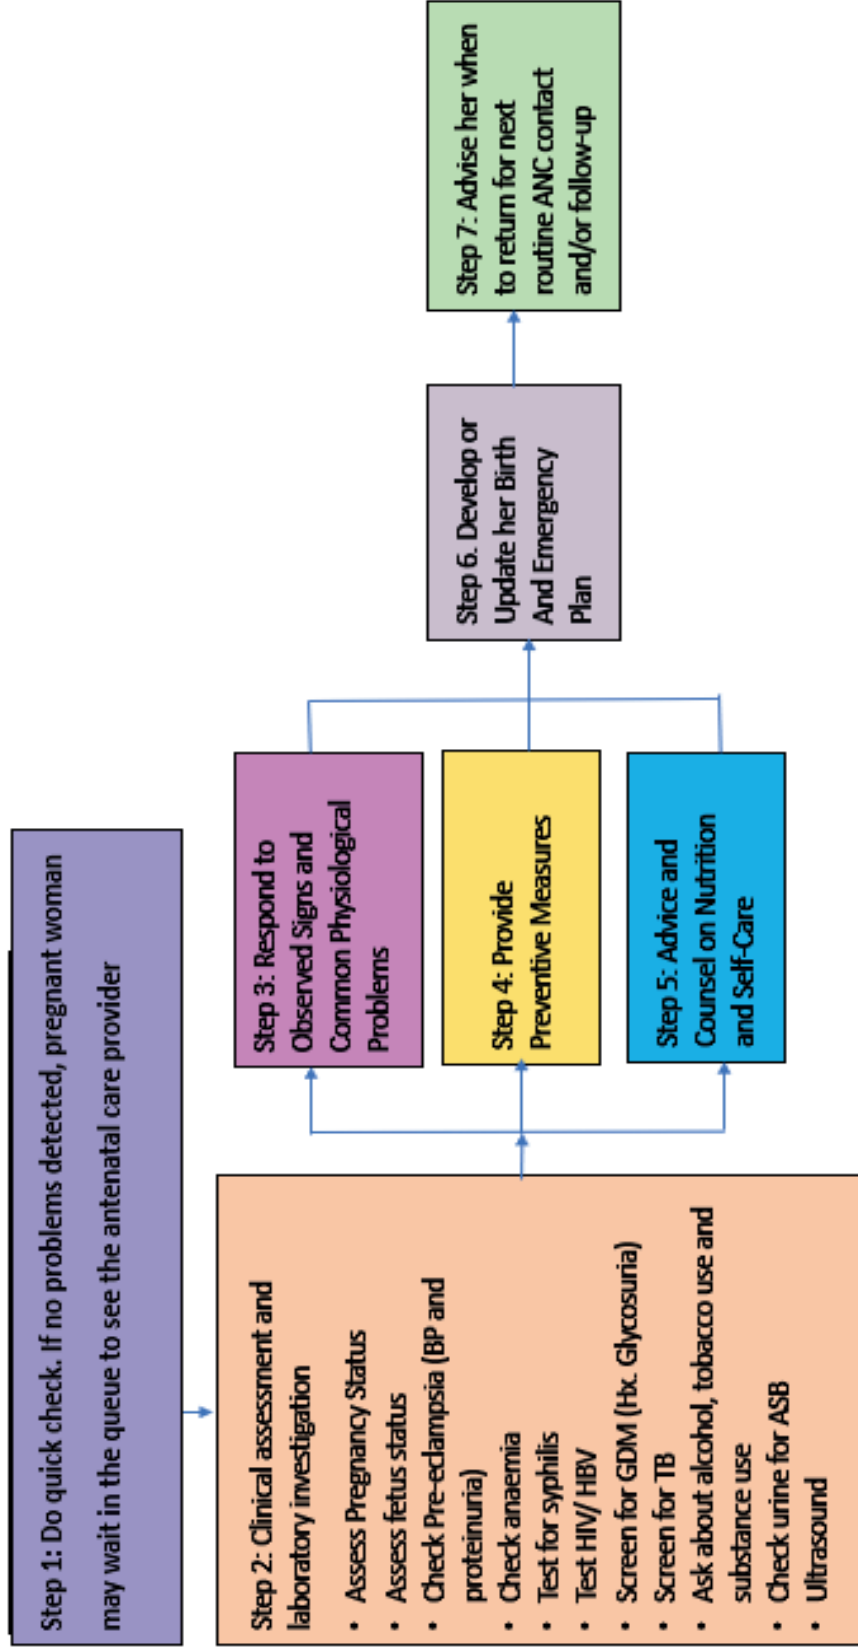 Step 1: Do quick check. If no problems detected, pregnant woman
may wait in the queue to see the antenatal care provider
Step 2: Clinical assessment and
laboratory investigation
• Assess Pregnancy Status
• Assess fetus status
• Check Pre-eclampsia (BP and
proteinuria)
• Check anaemia
• Test for syphilis
• Test HIV/ HBV
• Screen for GDM (Hx. Glycosuria)
• Screen for TB
• Ask about alcohol, tobacco use and
substance use
• Check urine for ASB
• Ultrasound
Step 3: Respond to
Observed Signs and
Common Physiological
Problems
Step 4: Provide
Preventive Measures
Step 5: Advice and
Counsel on Nutrition
and Self-Care
Step 6. Develop or
Update her Birth
And Emergency
Plan
Step 7: Advise her when
to return for next
routine ANC contact
and/or follow-up